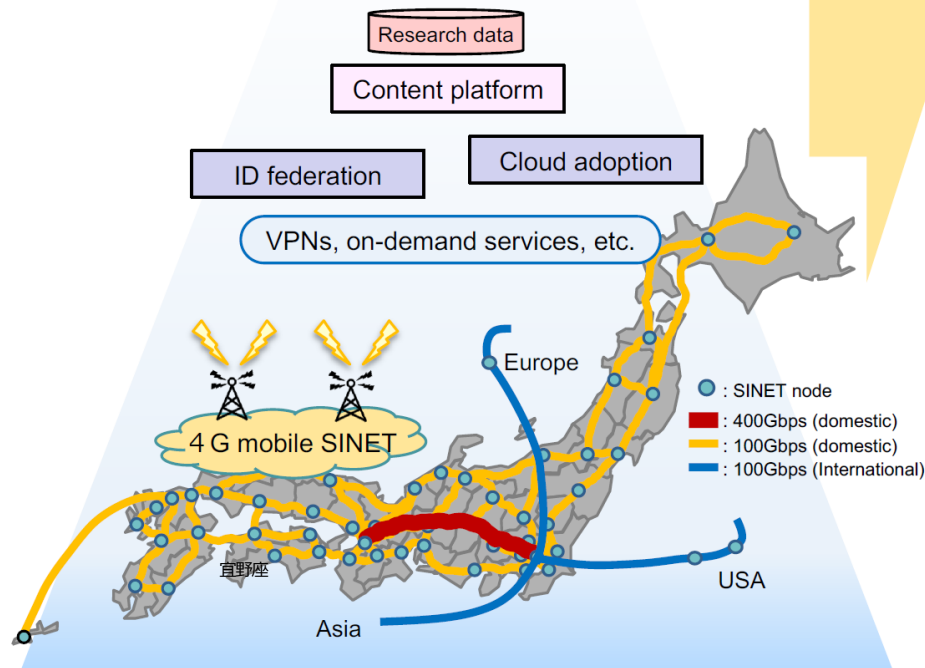 Research data
Content platform
Cloud adoption
ID federation
VPNs, on-demand services, etc.
Europe
: SINET node
: 400Gbps (domestic)
: 100Gbps (domestic)
: 100Gbps (International)
4 G mobile SINET
宜野座
USA
Asia